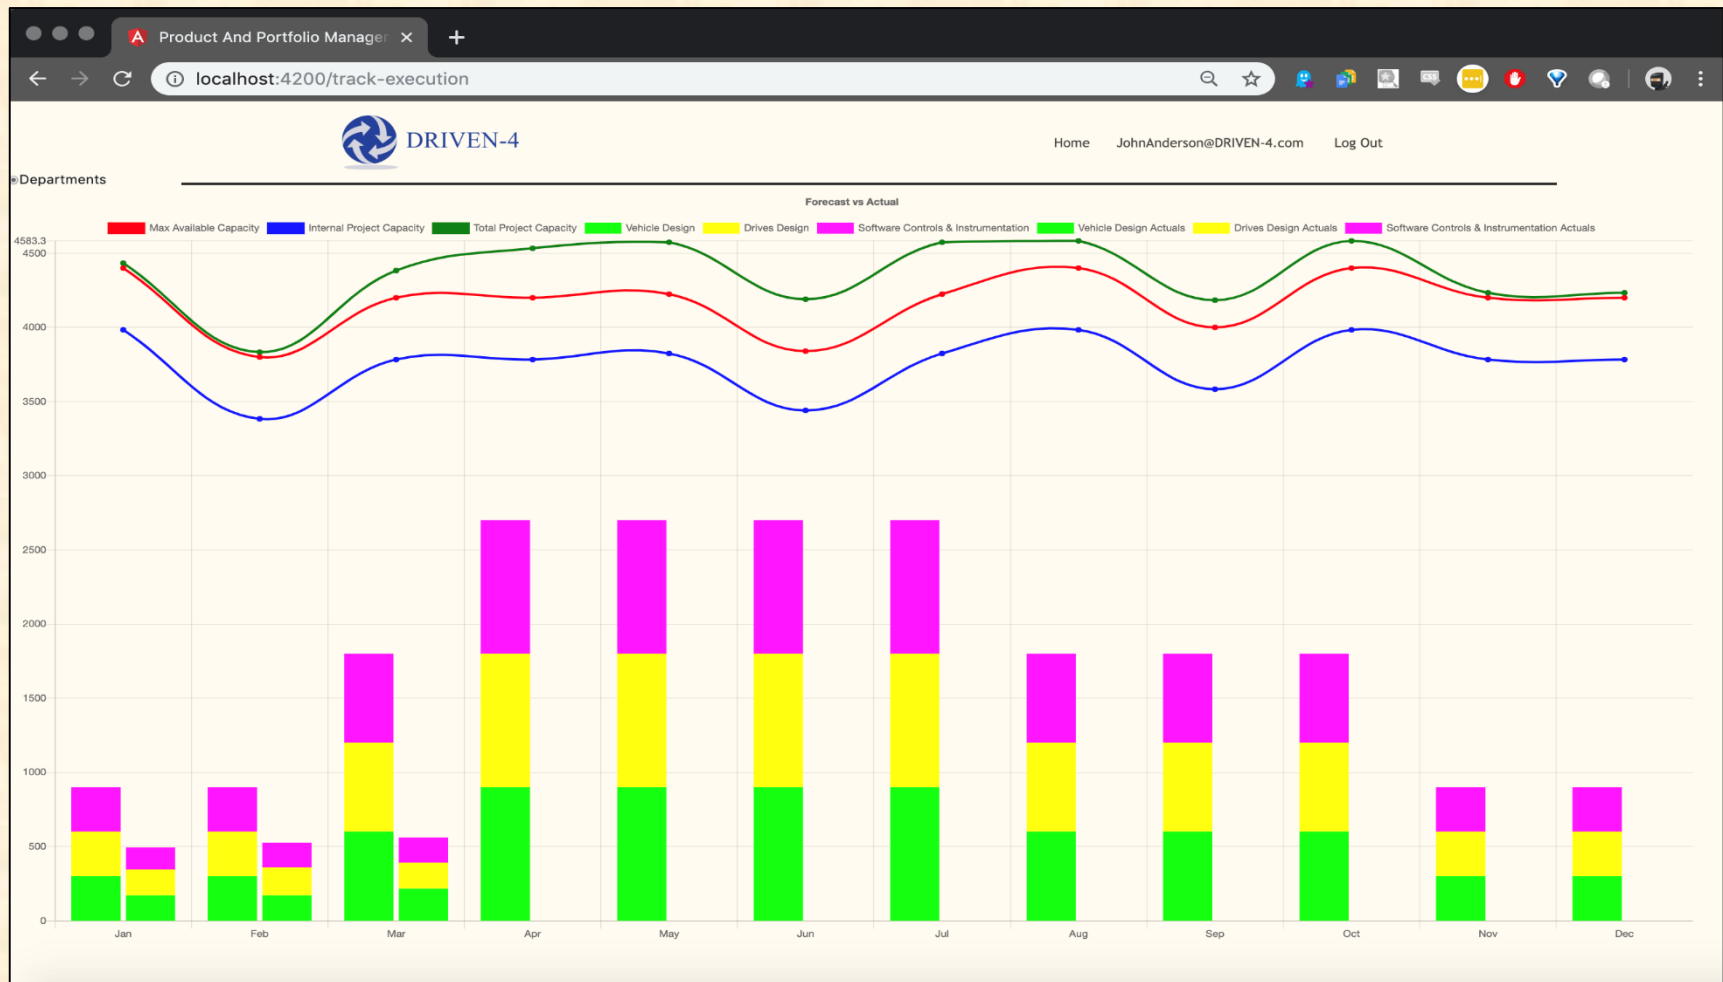 Product And Portfolio Manager
localhost:4200/track-execution
CSS
DRIVEN-4
Home JohnAnderson@DRIVEN-4.com Log Out
Departments
Forecast vs Actual
Max Available Capacity Internal Project Capacity Total Project Capacity Vehicle Design Drives Design Software Controls & Instrumentation Vehicle Design Actuals Drives Design Actuals Software Controls & Instrumentation Actuals
4583.3
4500
4000
3500
3000
2500
2000
1500
1000
500
0
Jan Feb Mar Apr May Jun Jul Aug Sep Oct Nov Dec